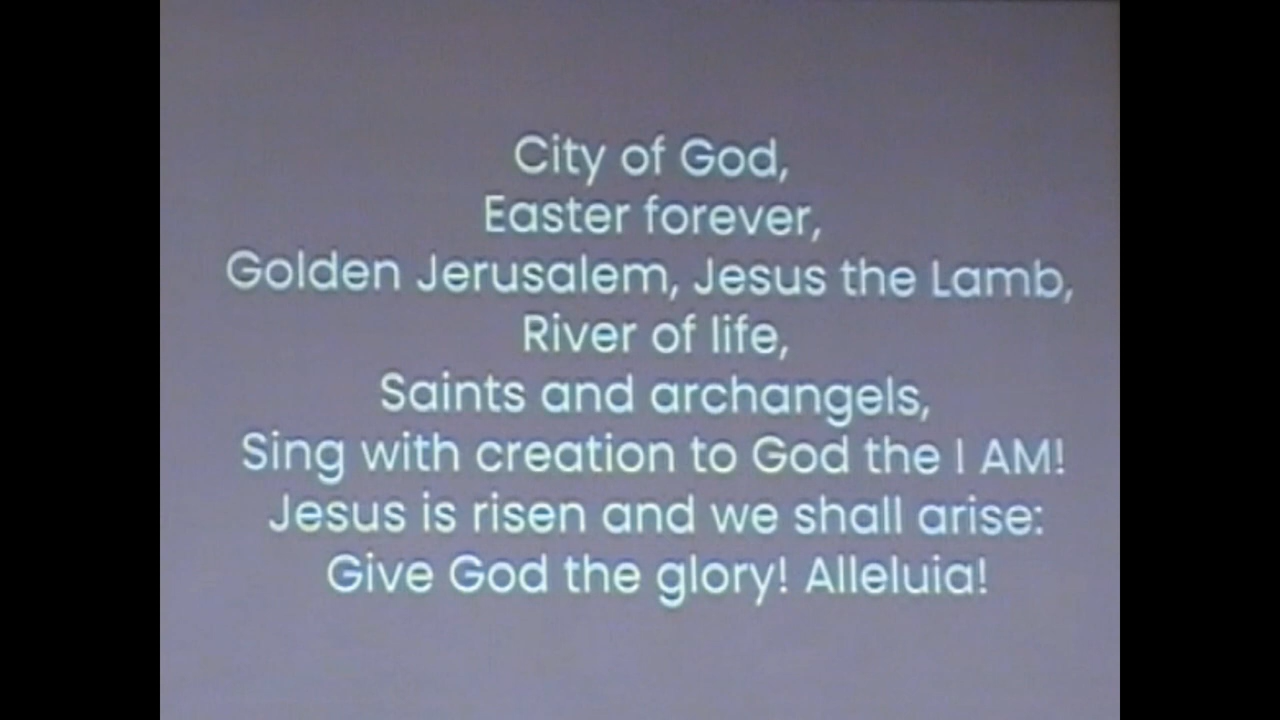 City of God,
Easter forever,
Golden Jerusalem, Jesus the Lamb,
River of life,
Saints and archangels,
Sing with creation to God the I AM!
Jesus is risen and we shall arise:
Give God the glory! Alleluia!